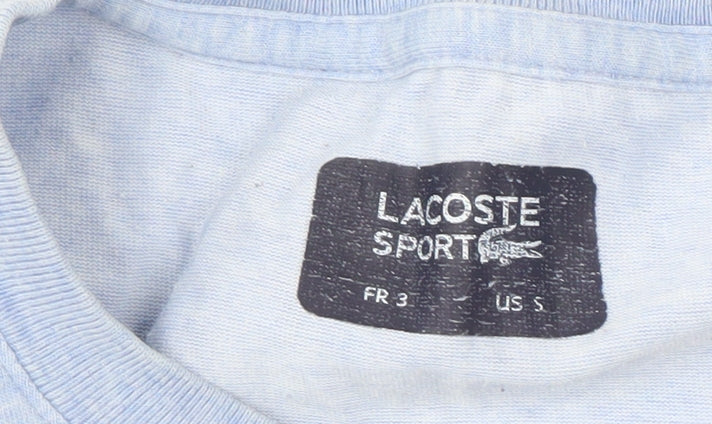 LACOSTE
SPORT
FR 3 US S